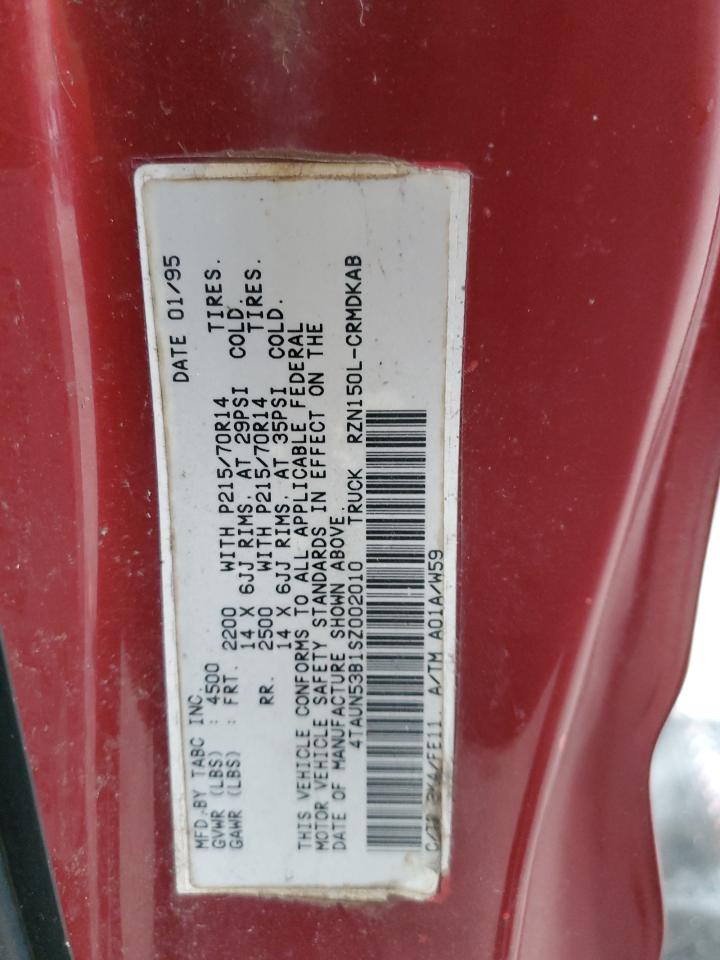 DATE 01/95
MFD. BY TABC INC.
GVWR (LBS) : 4500
GAWR (LBS) : FRT. 2200 WITH P215/70R14 TIRES.
14 X 6JJ RIMS. AT 29PSI COLD.
RR. 2500 WITH P215/70R14 TIRES.
14 X 6JJ RIMS. AT 35PSI COLD.
THIS VEHICLE CONFORMS TO ALL APPLICABLE FEDERAL
MOTOR VEHICLE SAFETY STANDARDS IN EFFECT ON THE
DATE OF MANUFACTURE SHOWN ABOVE.
4TAUN53B1SZ002010 TRUCK RZN150L-CRMDKAB
A/TM A01A/W59